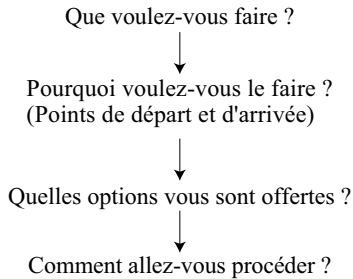 Que voulez-vous faire ?
Pourquoi voulez-vous le faire ?
(Points de départ et d'arrivée)
Quelles options vous sont offertes ?
Comment allez-vous procéder ?